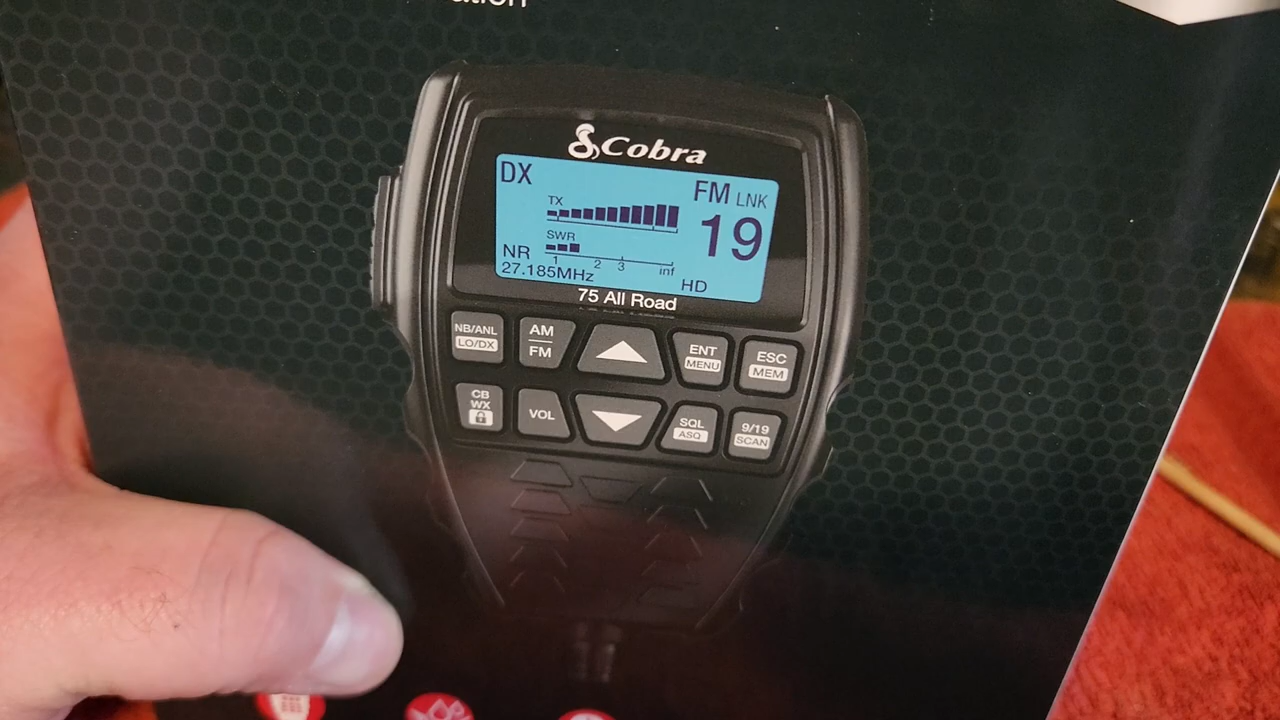 Cobra
DX
FM LNK
TX
19
SWR
NR
1 2 3 inf
27.185MHz
HD
75 All Road
NB/ANL
LO/DX
AM
FM
ENT
MENU
ESC
MEM
CB
WX
VOL
SQL
ASQ
9/19
SCAN